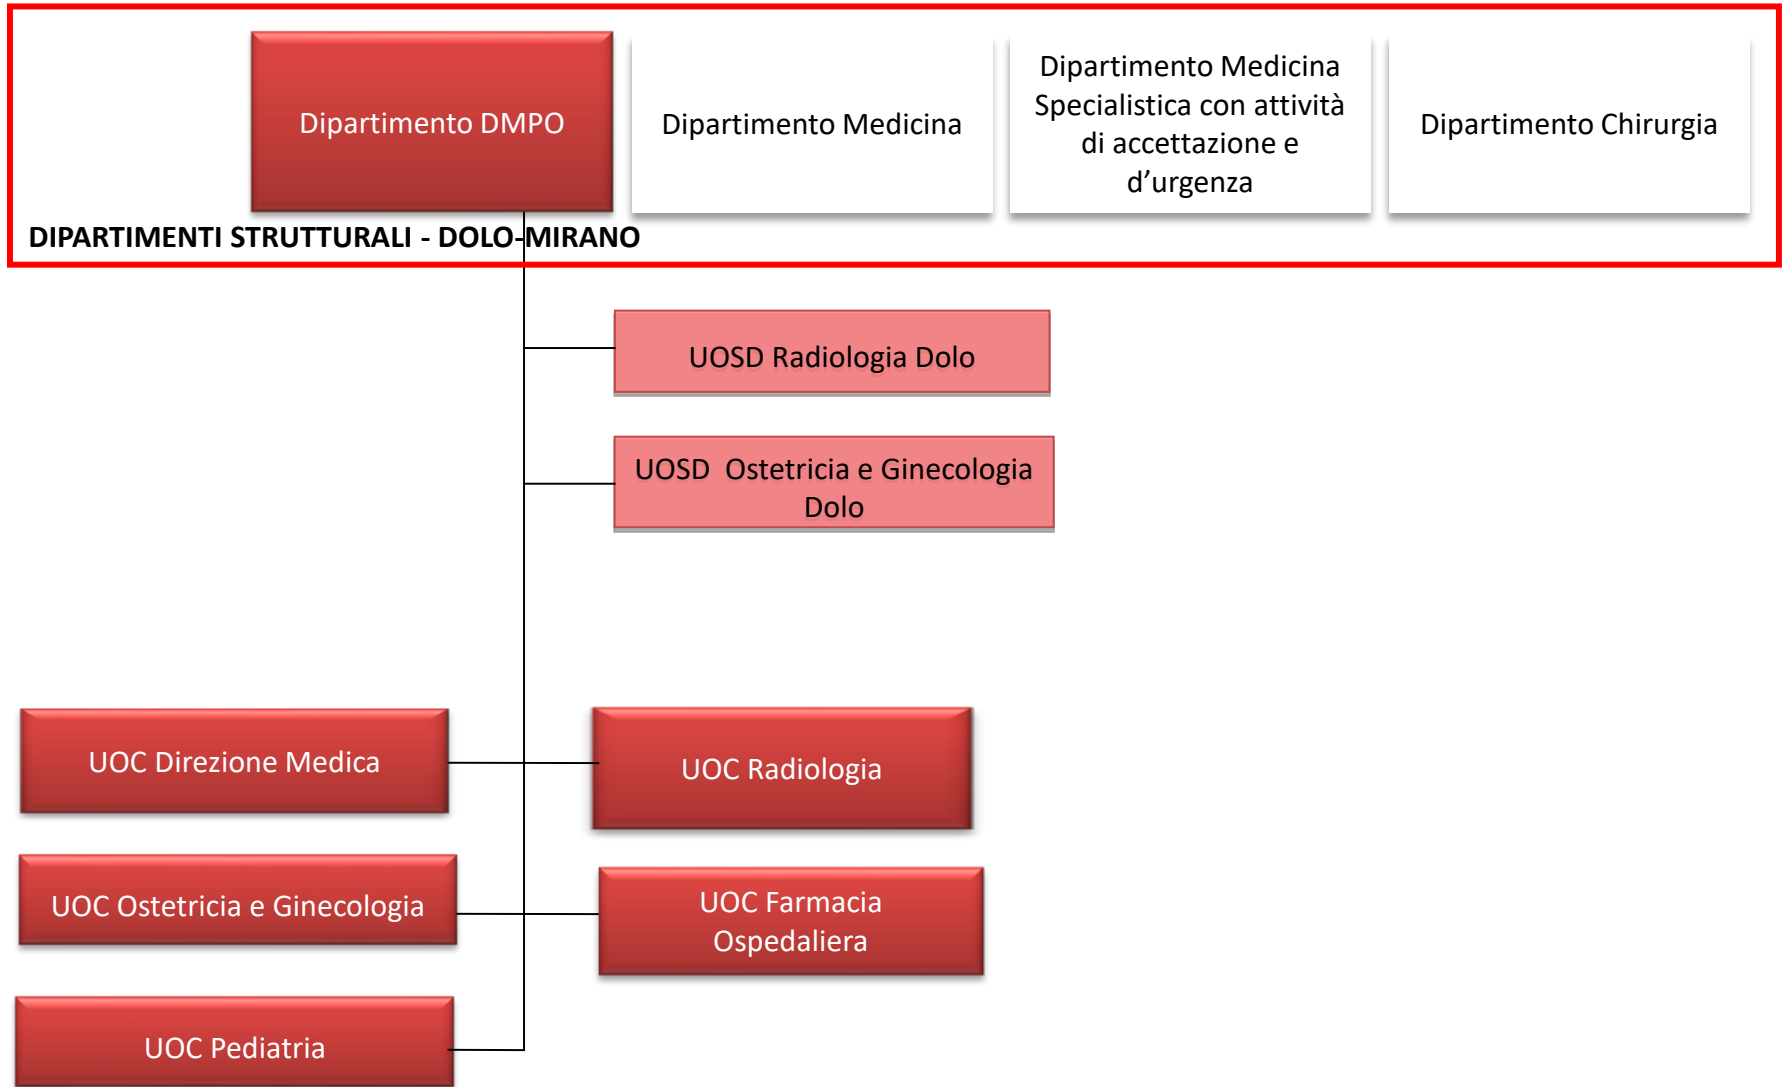 Dipartimento DMPO
Dipartimento Medicina
Dipartimento Medicina
Specialistica con attività
di accettazione e
d’urgenza
Dipartimento Chirurgia
DIPARTIMENTI STRUTTURALI - DOLO-MIRANO
UOSD Radiologia Dolo
UOSD  Ostetricia e Ginecologia
Dolo
UOC Direzione Medica
UOC Radiologia
UOC Ostetricia e Ginecologia
UOC Farmacia
Ospedaliera
UOC Pediatria